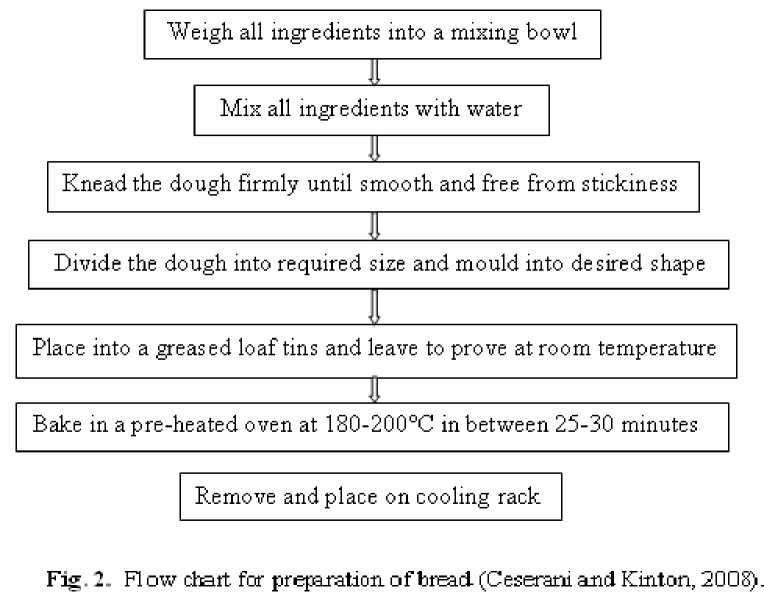 Weigh all ingredients into a mixing bowl
Mix all ingredients with water
Knead the dough firmly until smooth and free from stickiness
Divide the dough into required size and mould into desired shape
Place into a greased loaf tins and leave to prove at room temperature
Bake in a pre-heated oven at 180-200°C in between 25-30 minutes
Remove and place on cooling rack
Fig. 2. Flow chart for preparation of bread (Ceserani and Kinton, 2008).